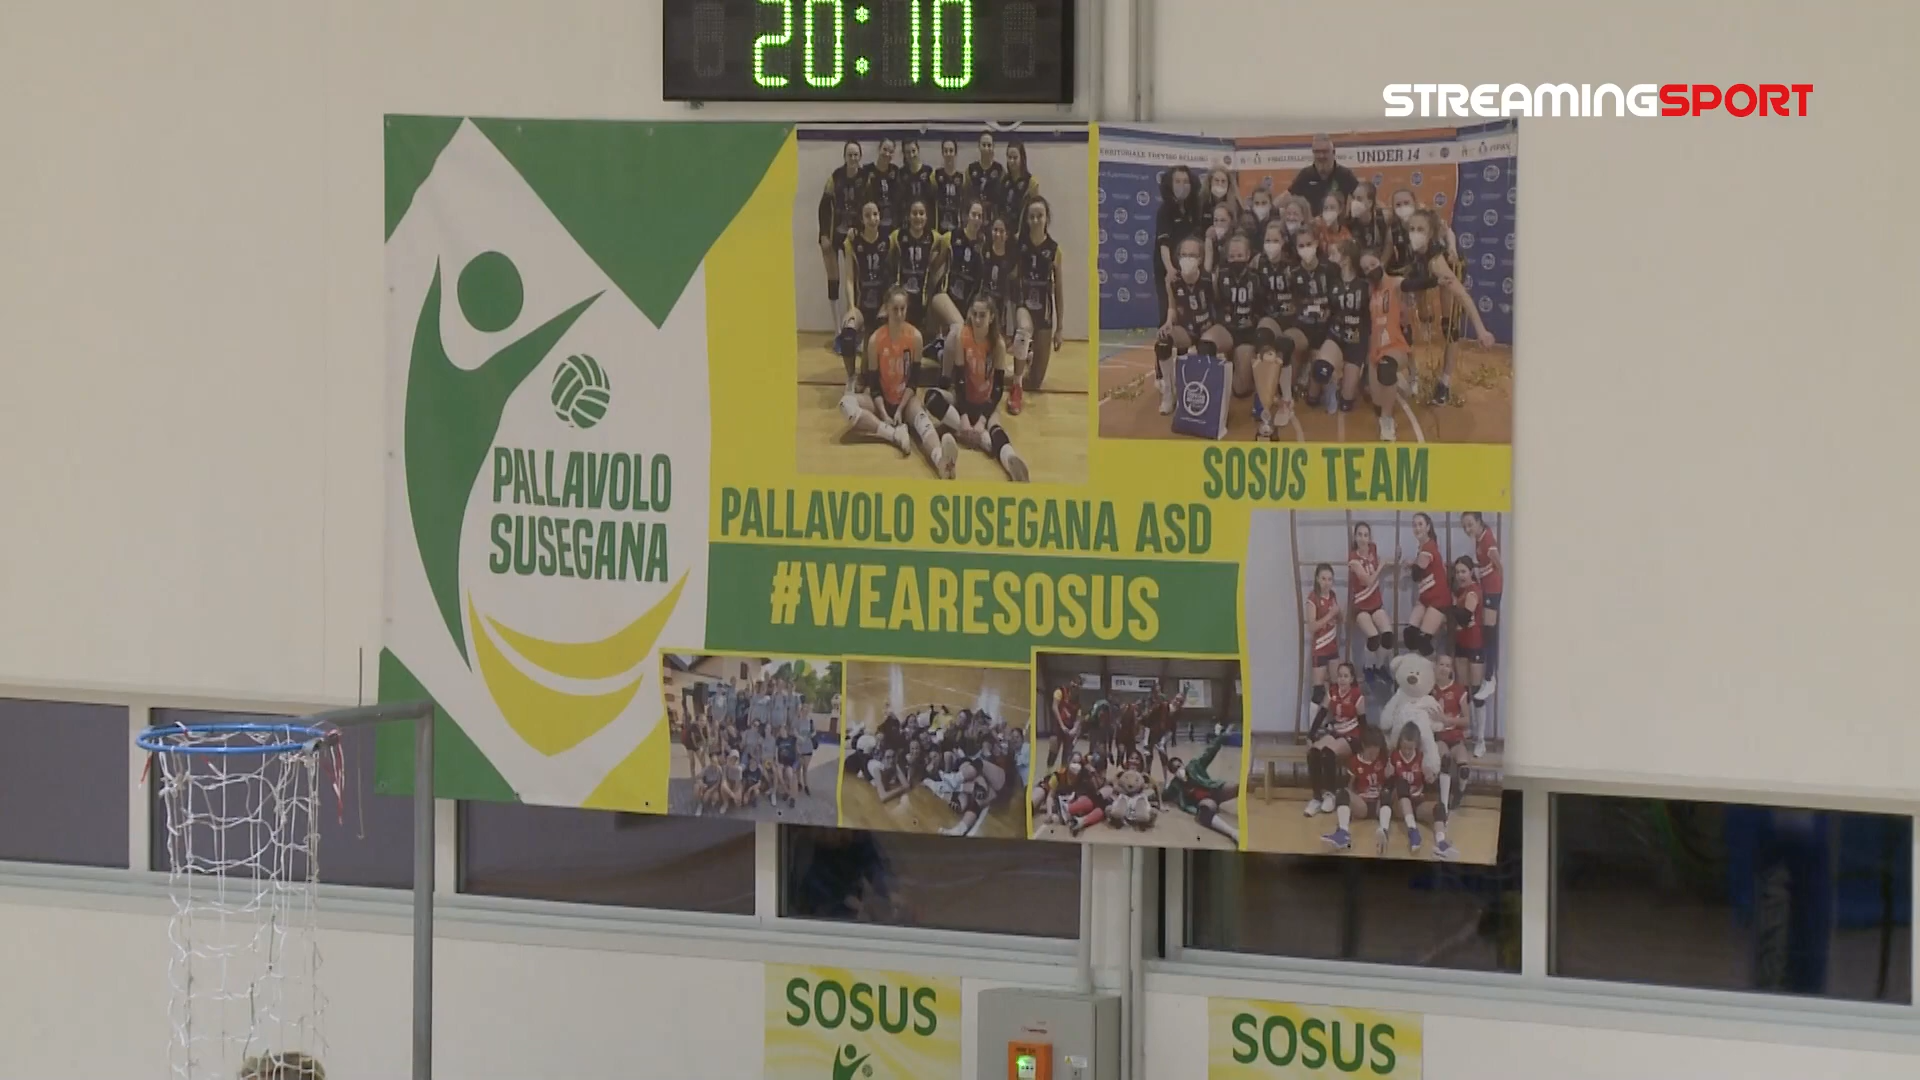 20:10
STREAMINGSPORT
UNDER 14
PALLAVOLO
SUSEGANA
SOSUS TEAM
PALLAVOLO SUSEGANA ASD
#WEARESOSUS
SOSUS
SOSUS